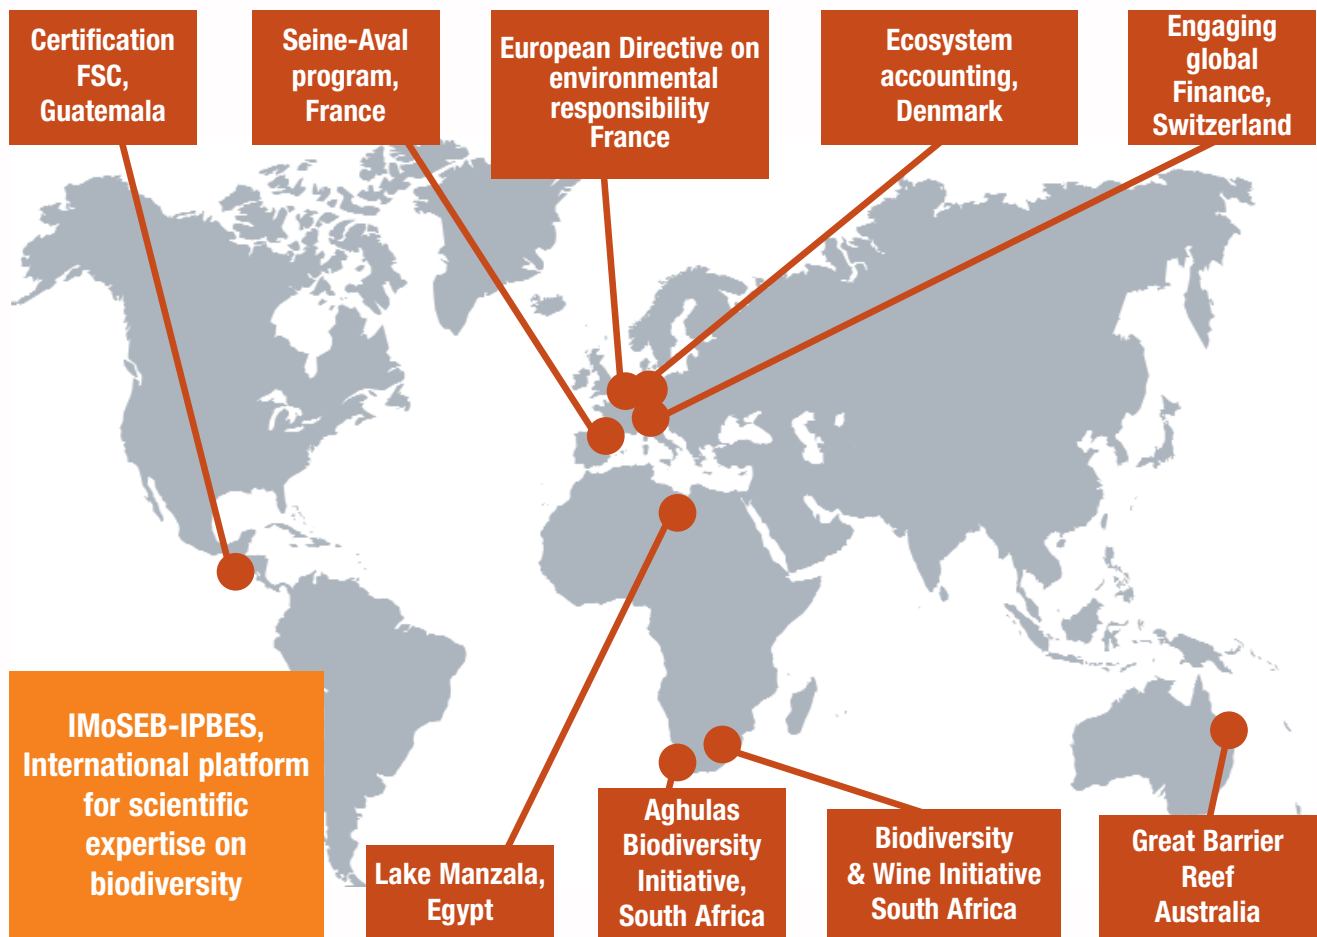 Certification
FSC,
Guatemala
Seine-Aval
program,
France
European Directive on
environmental
responsibility
France
Ecosystem
accounting,
Denmark
Engaging
global
Finance,
Switzerland
IMoSEB-IPBES,
International platform
for scientific
expertise on
biodiversity
Lake Manzala,
Egypt
Aghulas
Biodiversity
Initiative,
South Africa
Biodiversity
& Wine Initiative
South Africa
Great Barrier
Reef
Australia